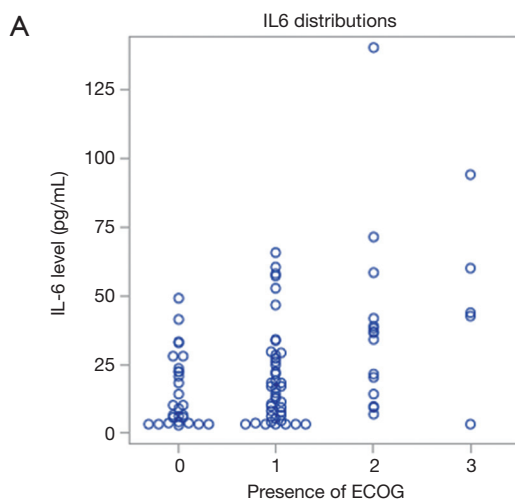 A
IL6 distributions
125
100
75
50
25
0
IL-6 level (pg/mL)
0 1 2 3
Presence of ECOG